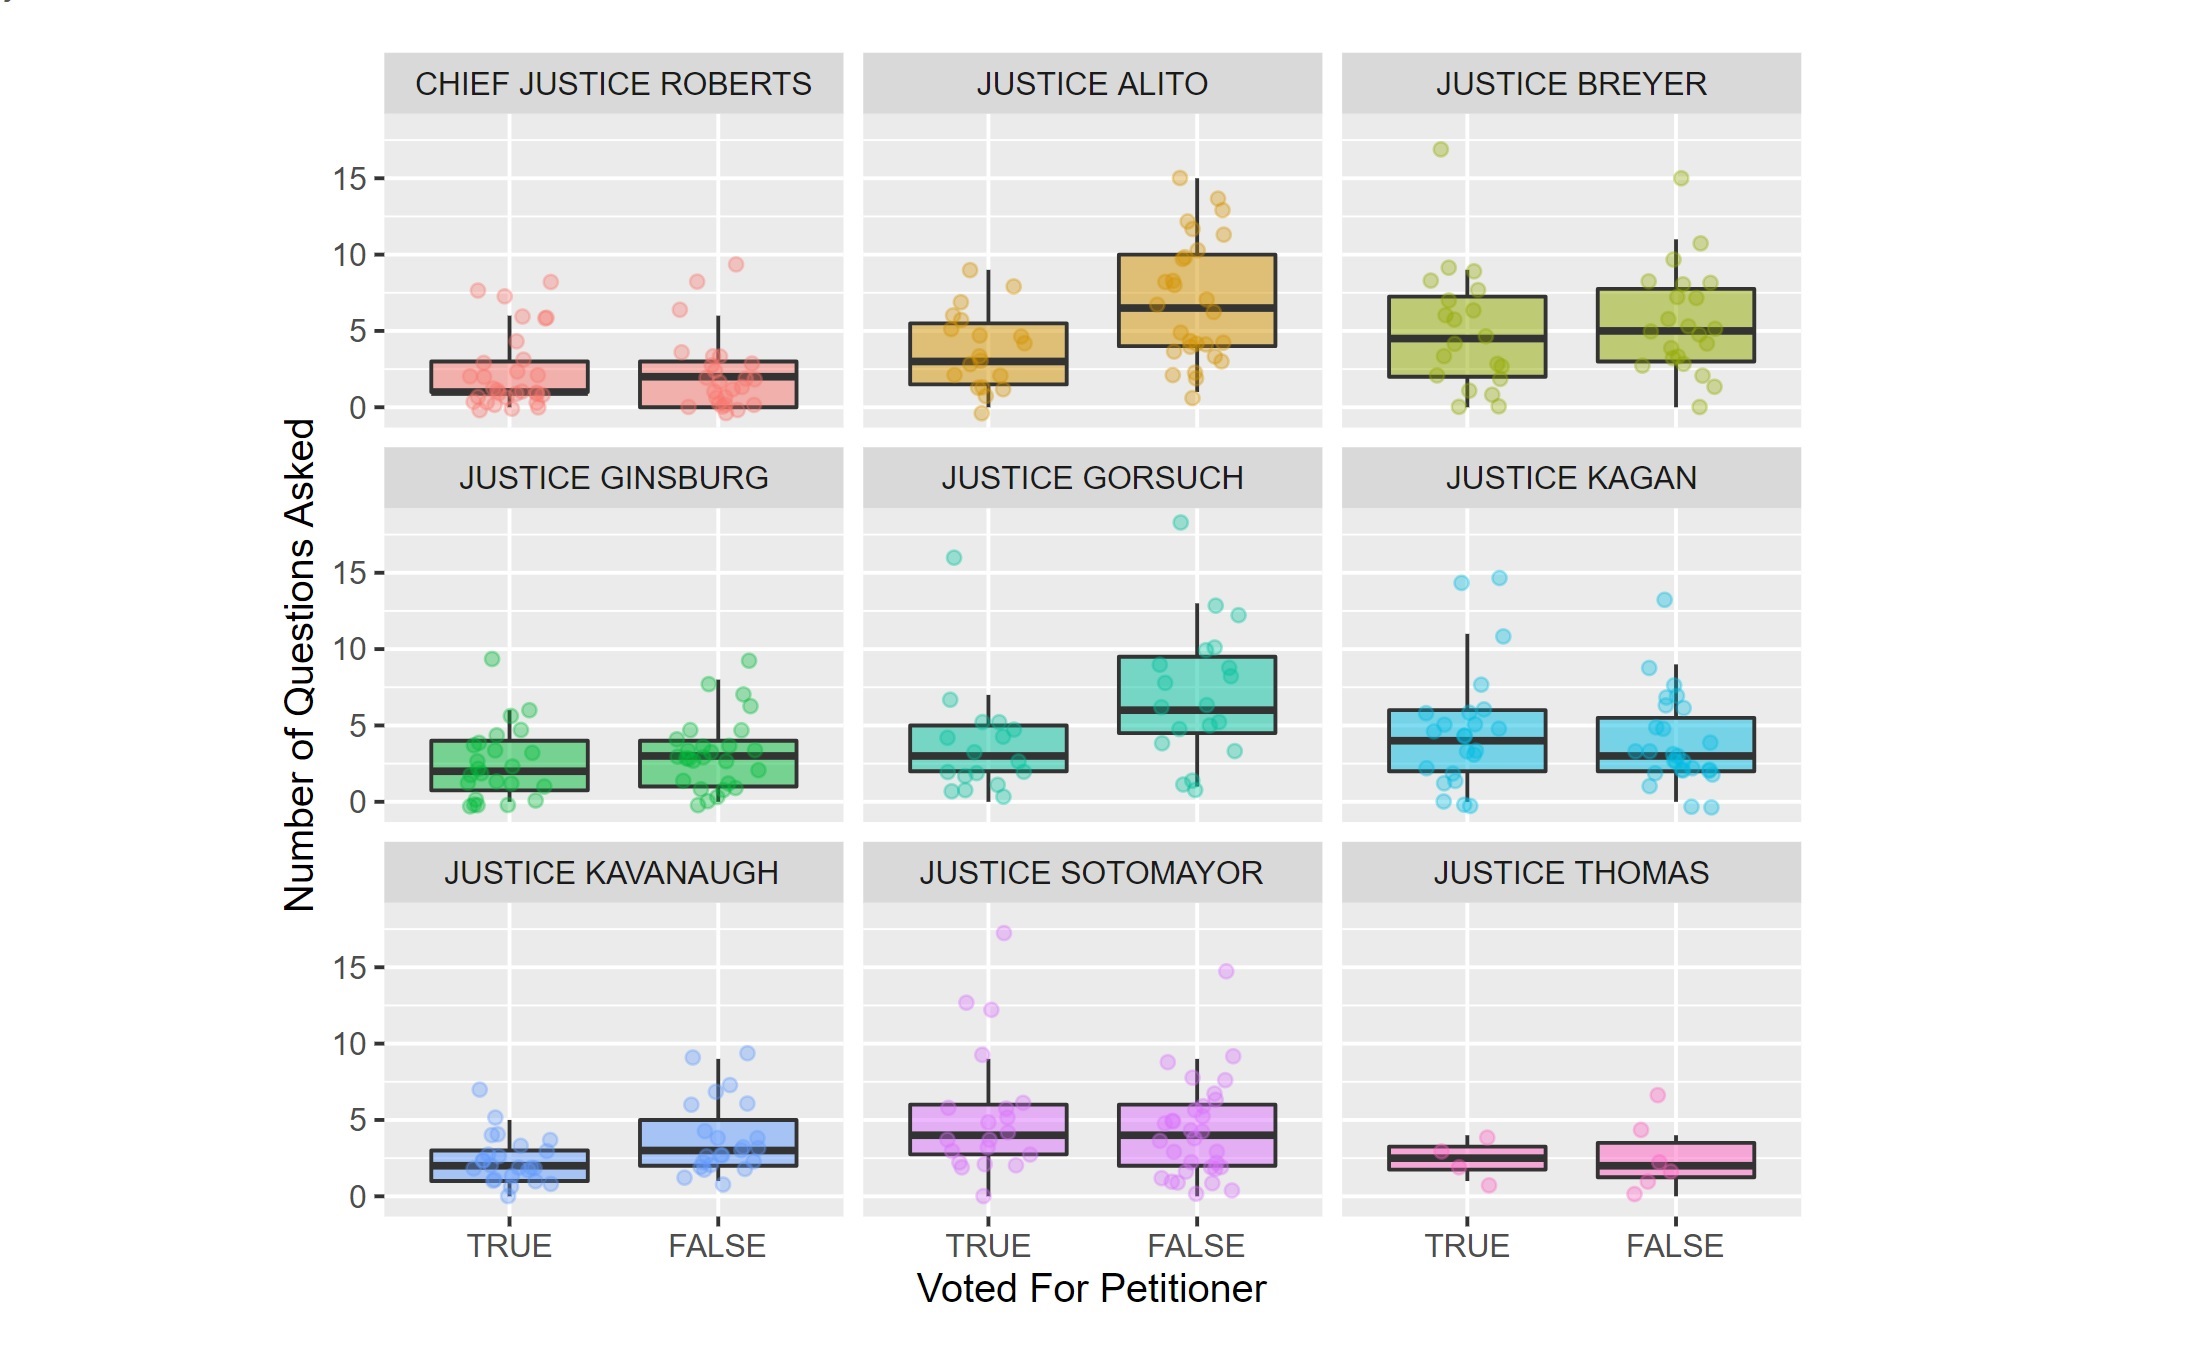 CHIEF JUSTICE ROBERTS
JUSTICE ALITO
JUSTICE BREYER
15
10
5
0
JUSTICE GINSBURG
JUSTICE GORSUCH
JUSTICE KAGAN
15
10
5
0
JUSTICE KAVANAUGH
JUSTICE SOTOMAYOR
JUSTICE THOMAS
15
10
5
0
Number of Questions Asked
TRUE FALSE TRUE FALSE TRUE FALSE
Voted For Petitioner